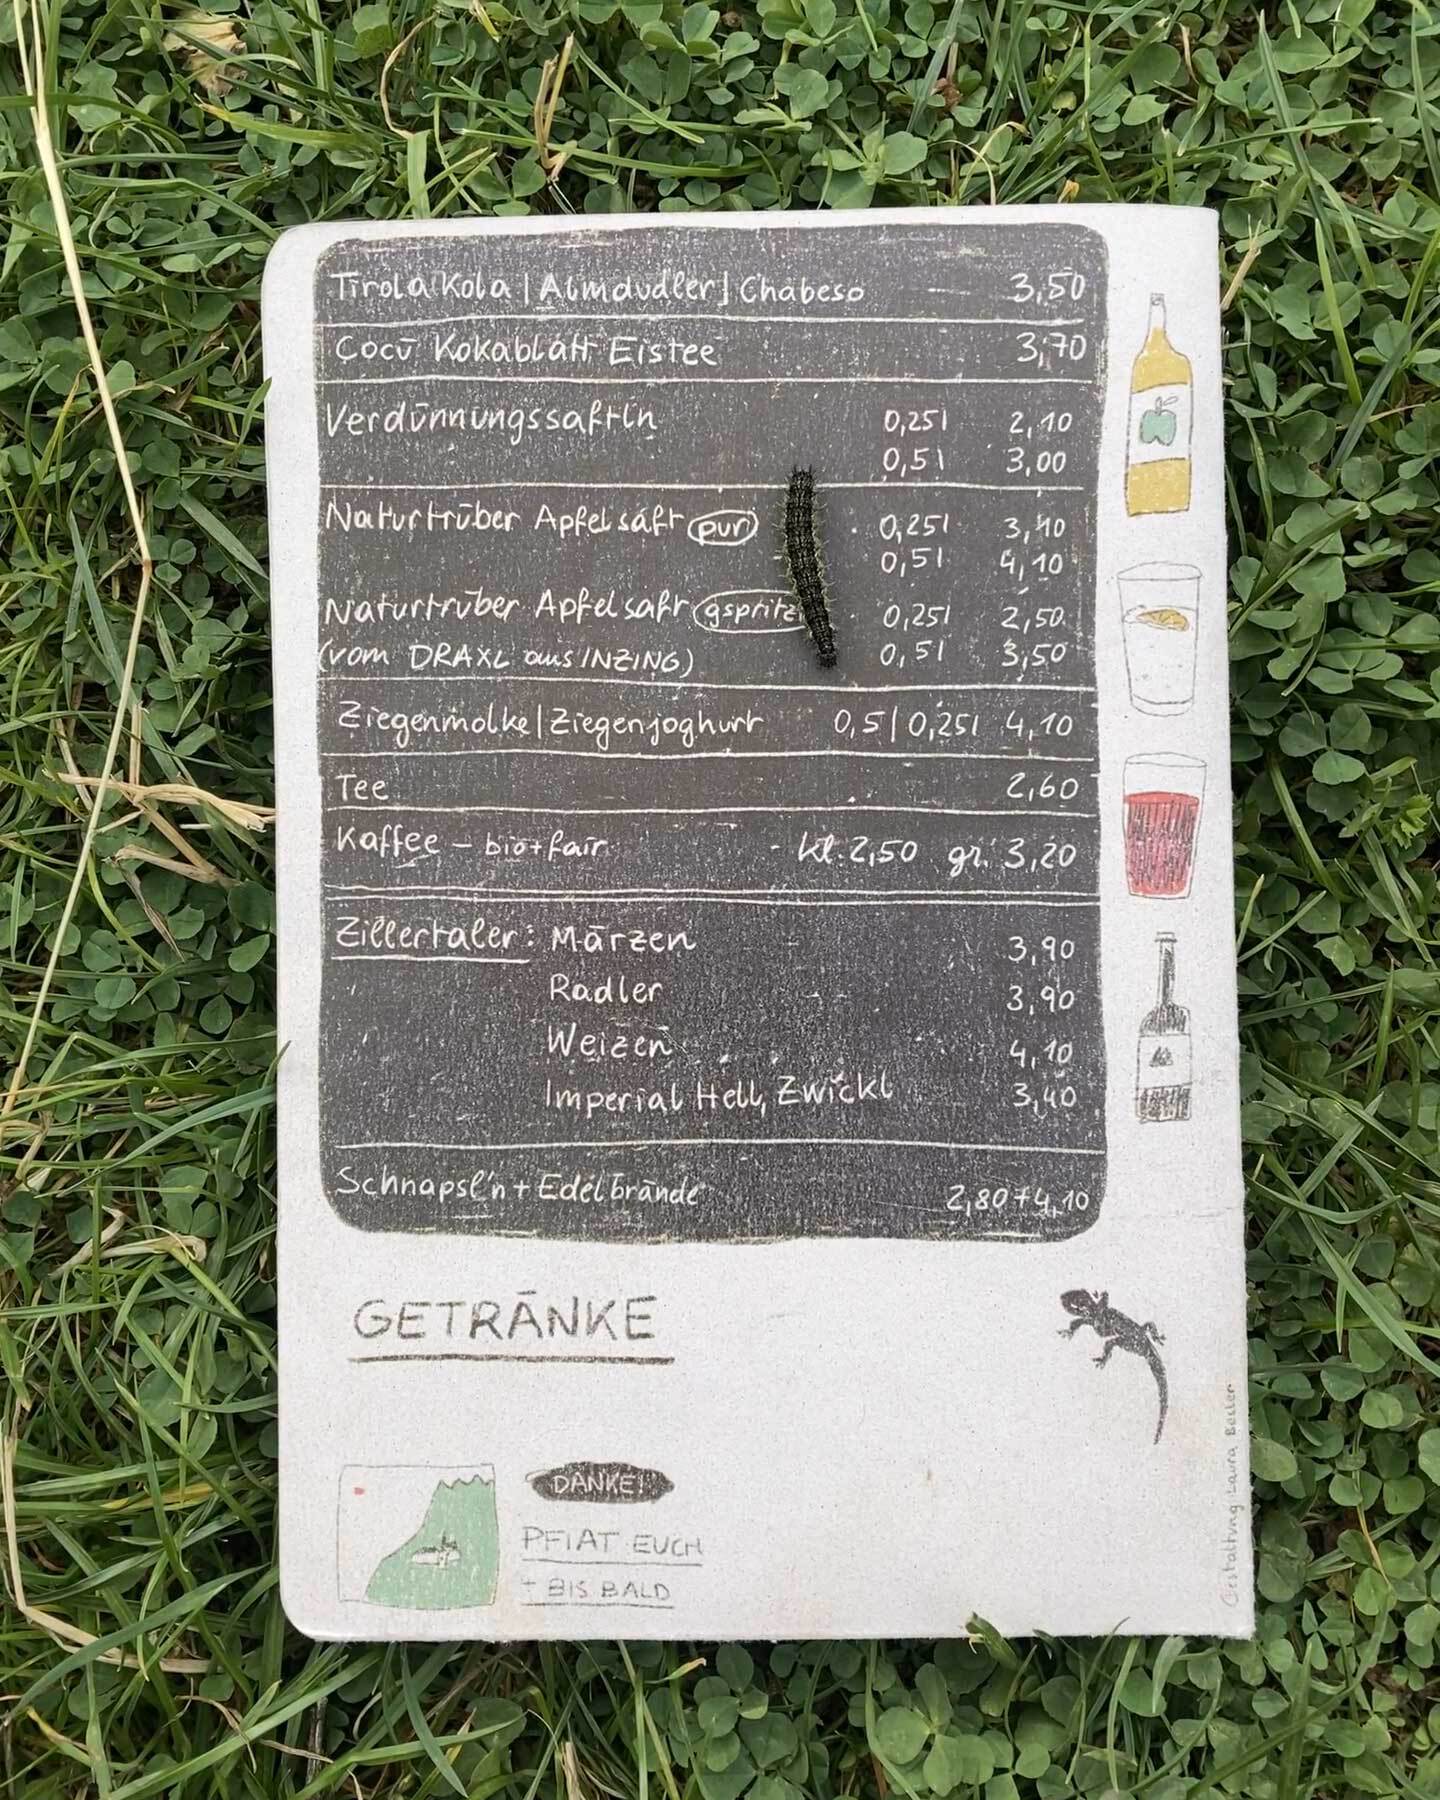 Tirola Kola | Almdudler | Chabeso — 3,50
Cocū Kokablatt Eistee 3,70
Verdünnungssaftln 0,25l 2,10
0,5l 3,00
Naturtrüber Apfelsaft pur 0,25l 3,10
0,5l 4,10
Naturtrüber Apfelsaft 0,25l 2,50
(vom DRAXL aus INZING) 0,5l 3,50
Ziegenmolke | Ziegenjoghurt 0,5 | 0,25l 4,10
Tee 2,60
Kaffee – bio+fair - kl. 2,50 gr. 3,20
Zillertaler: Märzen 3,90
Radler 3,90
Weizen 4,10
Imperial Hell, Zwickl 3,40
Schnapsl'n + Edelbrände 2,80+4,10
GETRÄNKE
DANKE!
PFIAT EUCH
+ BIS BALD
Gestaltung Laura